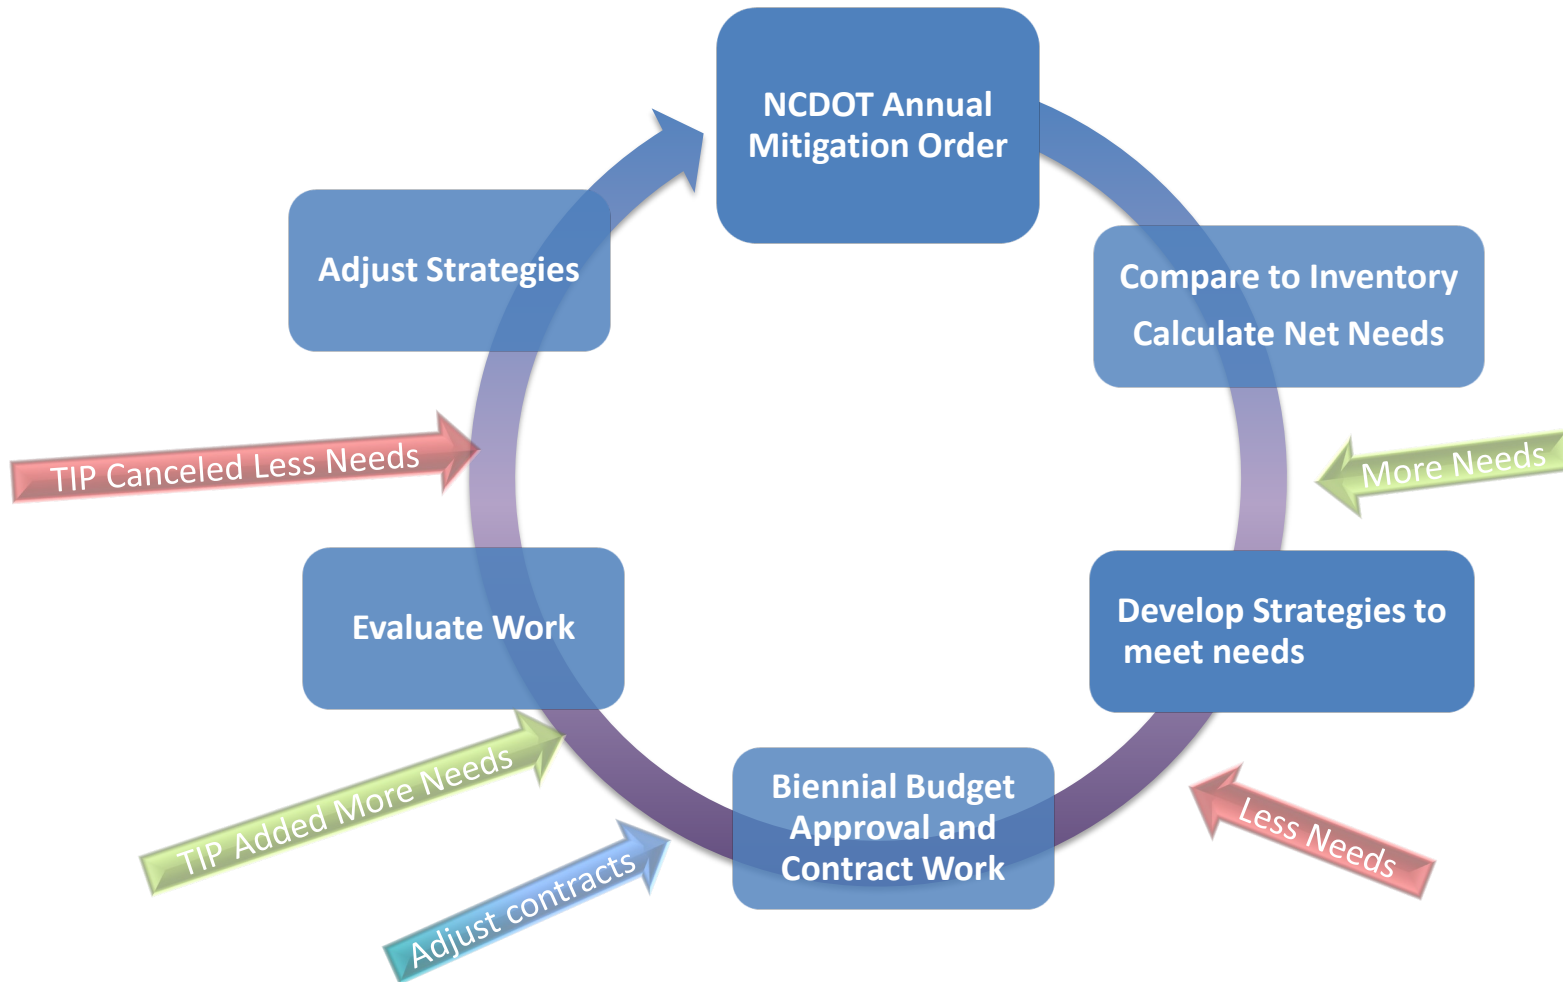 NCDOT Annual
Mitigation Order
Adjust Strategies
Compare to Inventory
Calculate Net Needs
TIP Canceled Less Needs
More Needs
Evaluate Work
Develop Strategies to
meet needs
TIP Added More Needs
Biennial Budget
Approval and
Contract Work
Less Needs
Adjust contracts